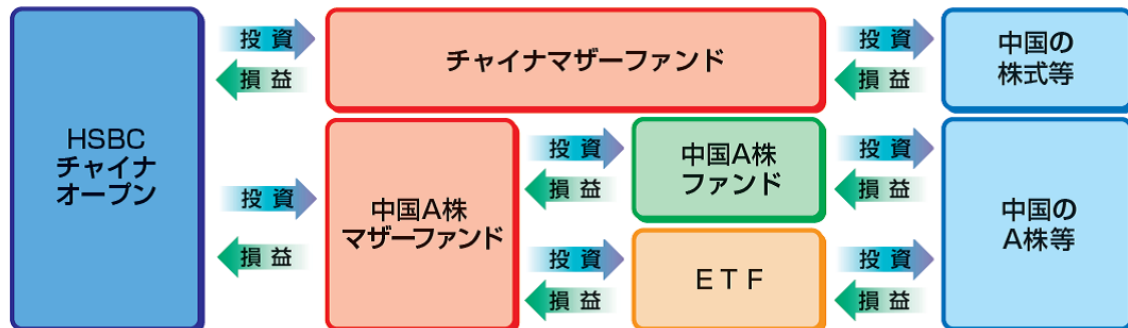 HSBC
チャイナ
オープン
投資
損益
チャイナマザーファンド
投資
損益
中国の
株式等
投資
損益
中国A株
マザーファンド
投資
損益
中国A株
ファンド
投資
損益
投資
損益
ETF
投資
損益
中国の
A株等